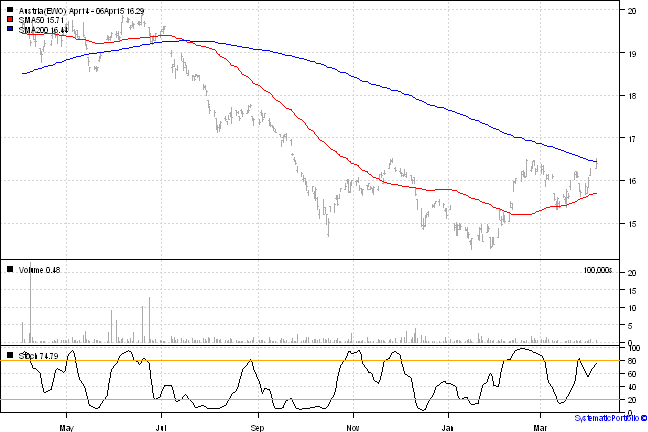 Austria(EWO) Apr14 - 06Apr15 16.29
SMA50 15.71
SMA200 16.44
20
19
18
17
16
15
Volume 0.48
100,000s
20
15
10
5
0
Stoch 74.79
100
80
60
40
20
0
May
Jul
Sep
Nov
Jan
Mar
SystematicPortfolio ©